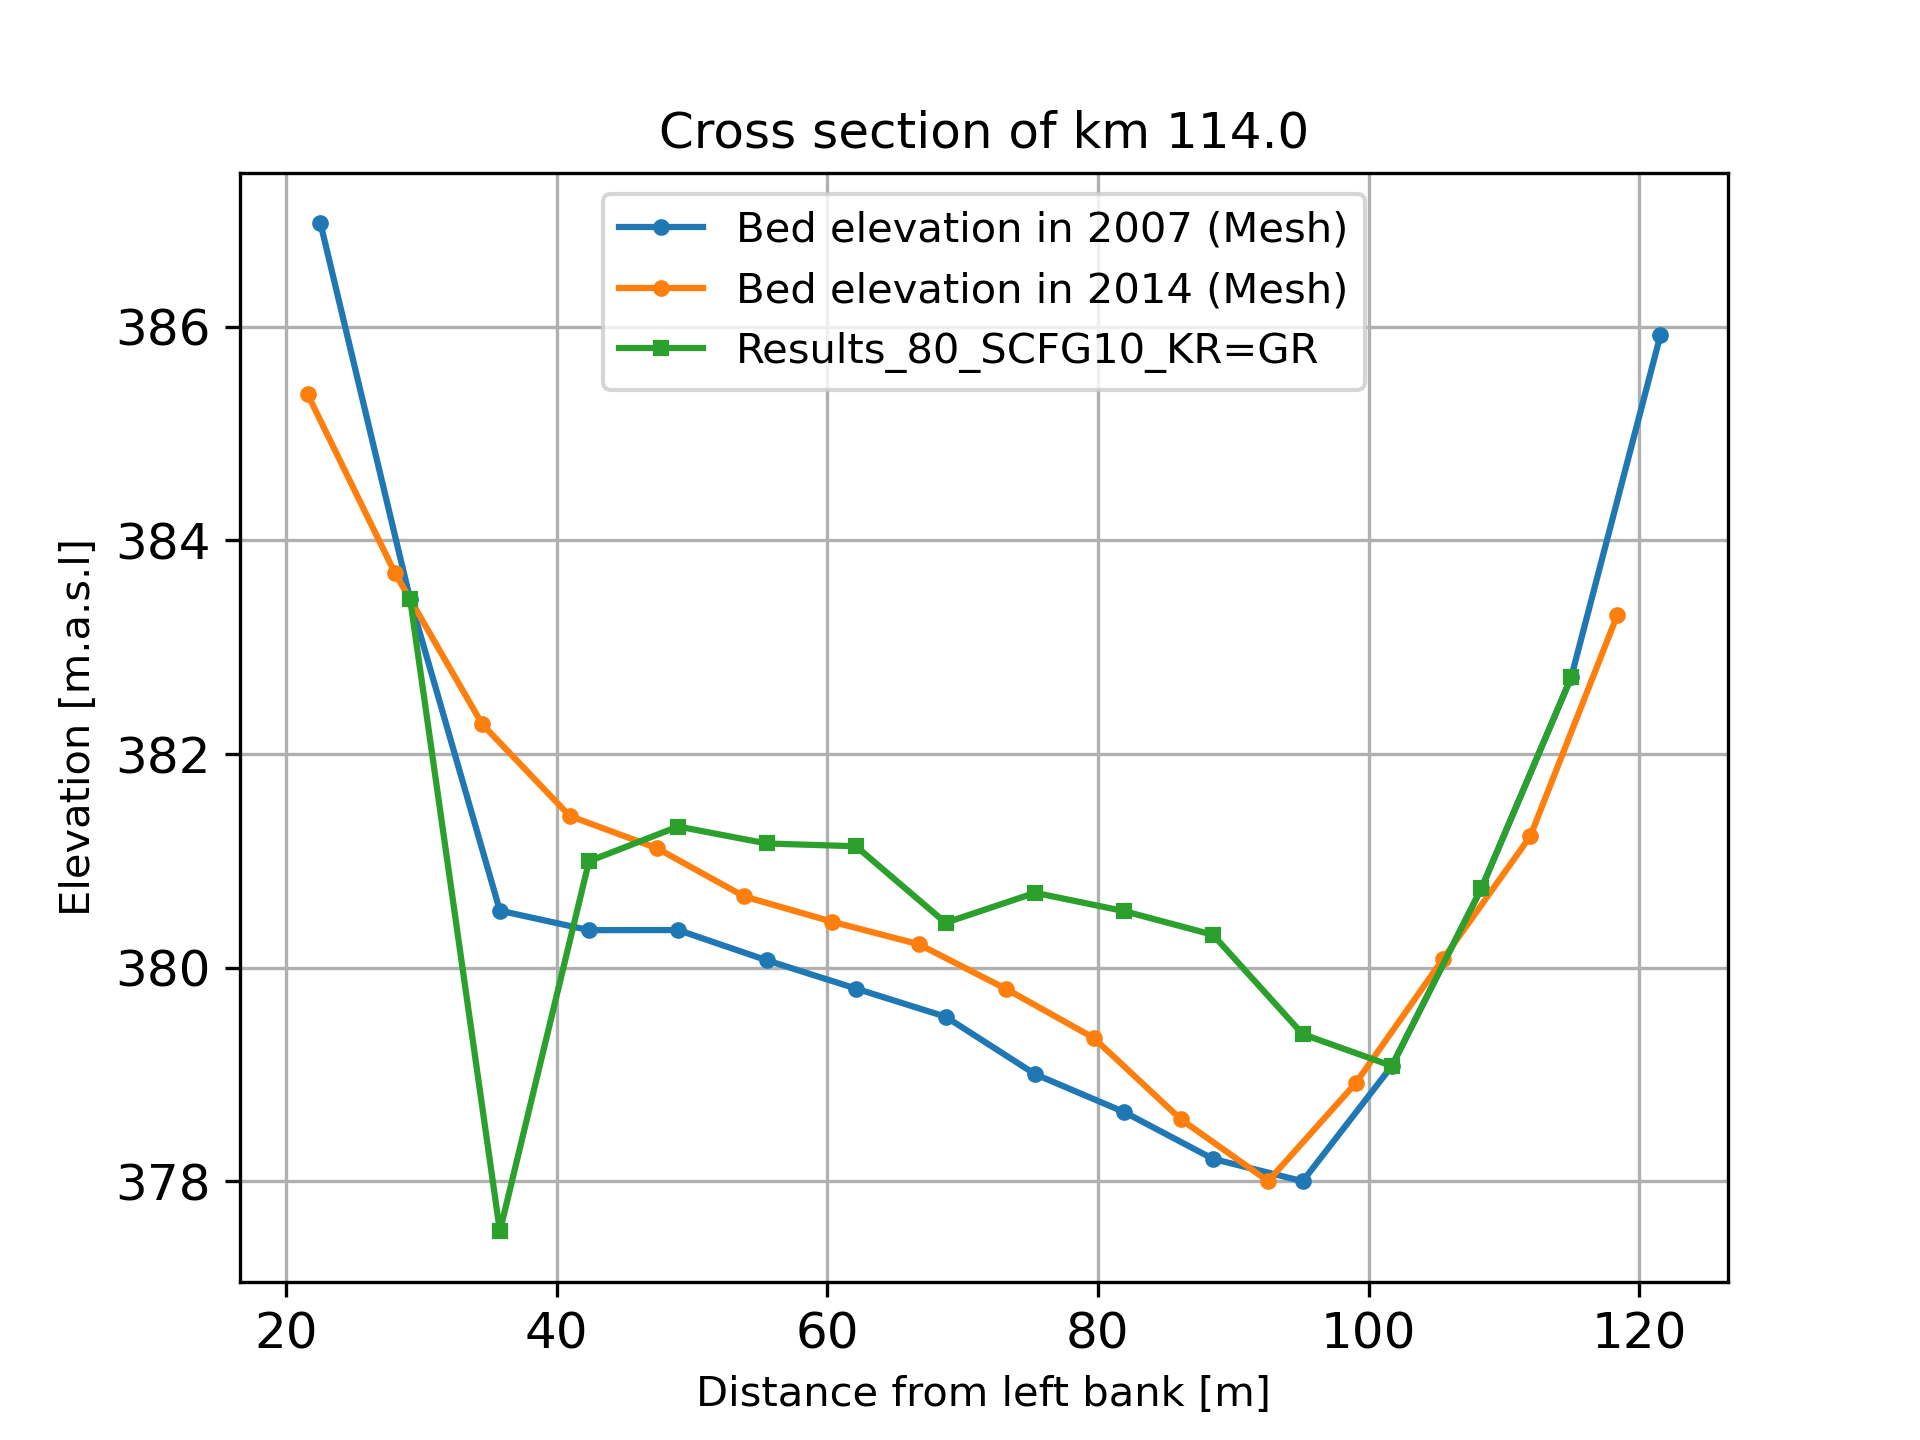 Cross section of km 114.0
Bed elevation in 2007 (Mesh)
Bed elevation in 2014 (Mesh)
Results_80_SCFG10_KR=GR
386
384
382
380
378
Elevation [m.a.s.l]
20 40 60 80 100 120
Distance from left bank [m]